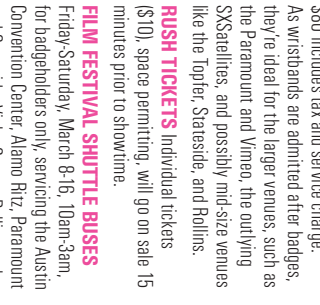 $80 includes tax and service charge.
As wristbands are admitted after badges,
they're ideal for the larger venues, such as
the Paramount and Vimeo, the outlying
SXSatellites, and possibly mid-size venues
like the Topfer, Stateside, and Rollins.
RUSH TICKETS Individual tickets
($10), space permitting, will go on sale 15
minutes prior to showtime.
FILM FESTIVAL SHUTTLE BUSES
Friday-Saturday, March 8-16, 10am-3am,
for badgeholders only, servicing the Austin
Convention Center, Alamo Ritz, Paramount